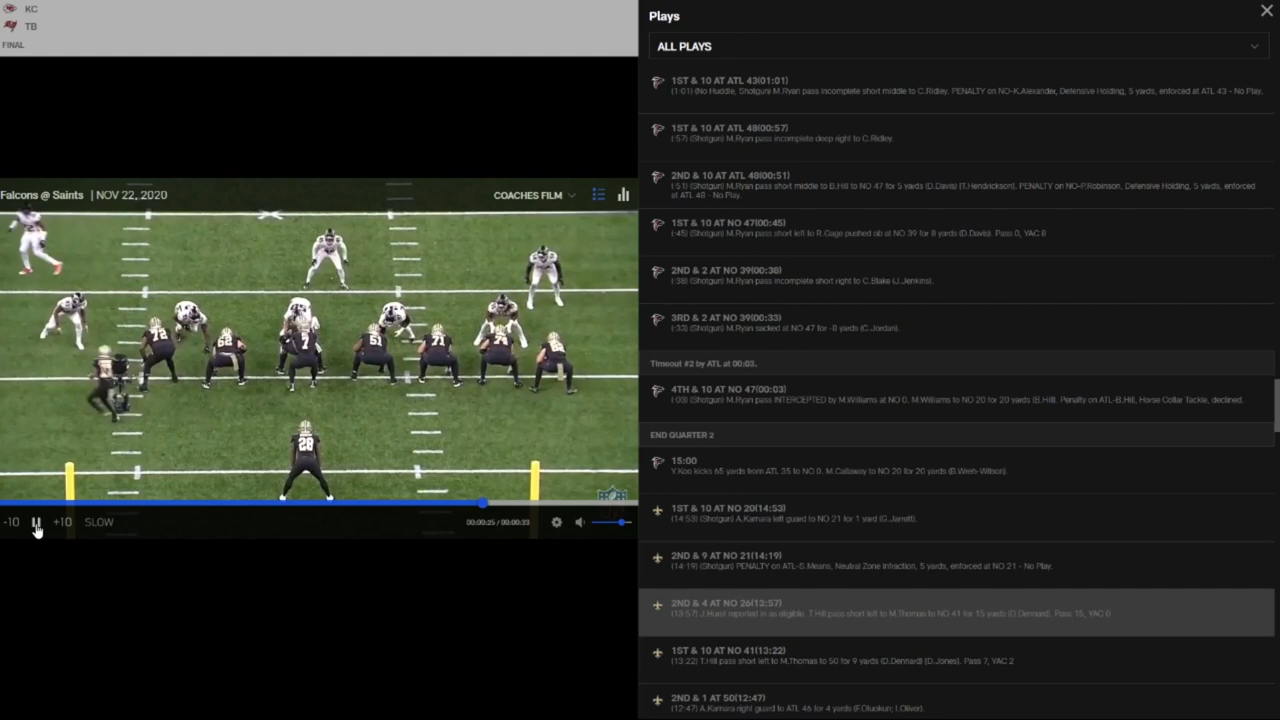 KC
TB
FINAL
Falcons @ Saints | NOV 22, 2020
COACHES FILM
72
62
7
51
71
74
28
-10
+10
SLOW
00:00:25 / 00:00:33
Plays
ALL PLAYS
1ST & 10 AT ATL 43(01:01)
(1:01) (No Huddle, Shotgun) M.Ryan pass incomplete short middle to C.Ridley. PENALTY on NO-K.Alexander, Defensive Holding, 5 yards, enforced at ATL 43 - No Play.
1ST & 10 AT ATL 48(00:57)
(:57) (Shotgun) M.Ryan pass incomplete deep right to C.Ridley.
2ND & 10 AT ATL 48(00:51)
(:51) (Shotgun) M.Ryan pass short middle to B.Hill to NO 47 for 5 yards (D.Davis) [T.Hendrickson]. PENALTY on NO-P.Robinson, Defensive Holding, 5 yards, enforced
at ATL 48 - No Play.
1ST & 10 AT NO 47(00:45)
(:45) (Shotgun) M.Ryan pass short left to R.Gage pushed ob at NO 39 for 8 yards (D.Davis). Pass 0, YAC 8
2ND & 2 AT NO 39(00:38)
(:38) (Shotgun) M.Ryan pass incomplete short right to C.Blake (J.Jenkins).
3RD & 2 AT NO 39(00:33)
(:33) (Shotgun) M.Ryan sacked at NO 47 for -8 yards (C.Jordan).
Timeout #2 by ATL at 00:03.
4TH & 10 AT NO 47(00:03)
(:03) (Shotgun) M.Ryan pass INTERCEPTED by M.Williams at NO 0. M.Williams to NO 20 for 20 yards (B.Hill). Penalty on ATL-B.Hill, Horse Collar Tackle, declined.
END QUARTER 2
15:00
Y.Koo kicks 65 yards from ATL 35 to NO 0. M.Callaway to NO 20 for 20 yards (B.Wreh-Wilson).
1ST & 10 AT NO 20(14:53)
(14:53) (Shotgun) A.Kamara left guard to NO 21 for 1 yard (G.Jarrett).
2ND & 9 AT NO 21(14:19)
(14:19) (Shotgun) PENALTY on ATL-S.Means, Neutral Zone Infraction, 5 yards, enforced at NO 21 - No Play.
2ND & 4 AT NO 26(13:57)
(13:57) J.Hurst reported in as eligible. T.Hill pass short left to M.Thomas to NO 41 for 15 yards (D.Dennard). Pass 15, YAC 0
1ST & 10 AT NO 41(13:22)
(13:22) T.Hill pass short left to M.Thomas to 50 for 9 yards (D.Dennard) [D.Jones]. Pass 7, YAC 2
2ND & 1 AT 50(12:47)
(12:47) A.Kamara right guard to ATL 46 for 4 yards (F.Oluokun; I.Oliver).